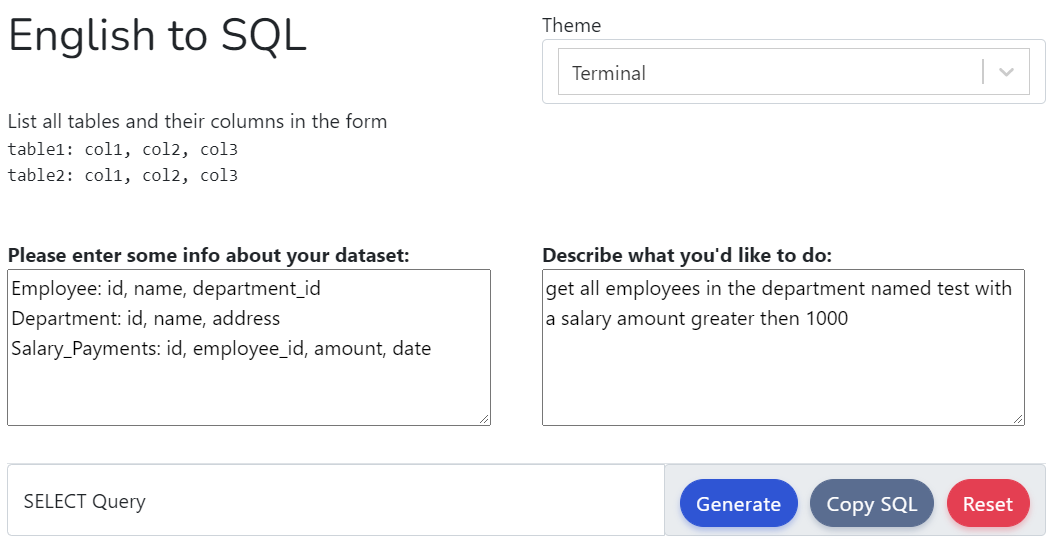 English to SQL
Theme
Terminal
List all tables and their columns in the form
table1: col1, col2, col3
table2: col1, col2, col3
Please enter some info about your dataset:
Employee: id, name, department_id
Department: id, name, address
Salary_Payments: id, employee_id, amount, date
Describe what you'd like to do:
get all employees in the department named test with
a salary amount greater then 1000
SELECT Query
Generate
Copy SQL
Reset